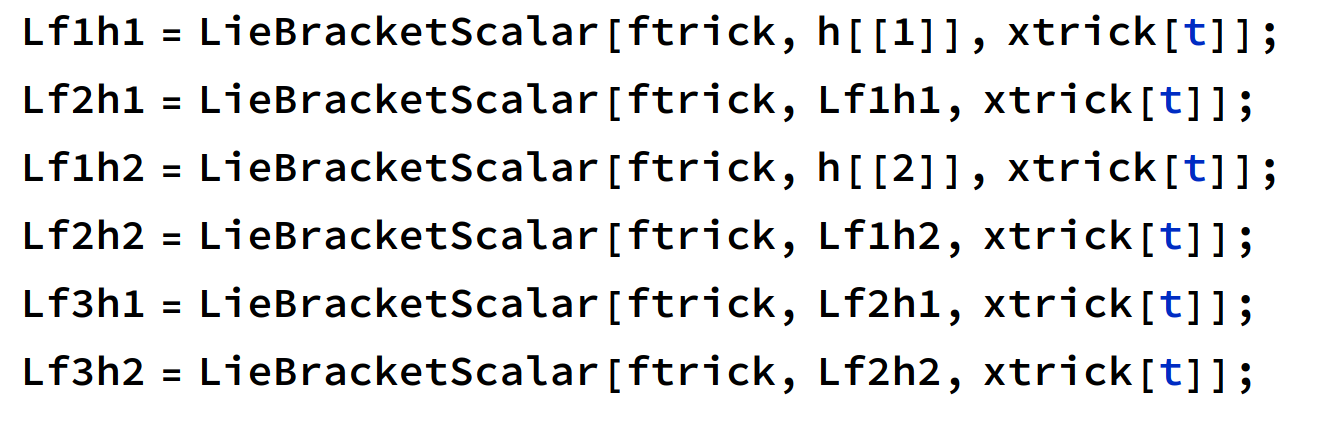 Lf1h1 = LieBracketScalar[ftrick, h[[1]], xtrick[t]];
Lf2h1 = LieBracketScalar[ftrick, Lf1h1, xtrick[t]];
Lf1h2 = LieBracketScalar[ftrick, h[[2]], xtrick[t]];
Lf2h2 = LieBracketScalar[ftrick, Lf1h2, xtrick[t]];
Lf3h1 = LieBracketScalar[ftrick, Lf2h1, xtrick[t]];
Lf3h2 = LieBracketScalar[ftrick, Lf2h2, xtrick[t]];